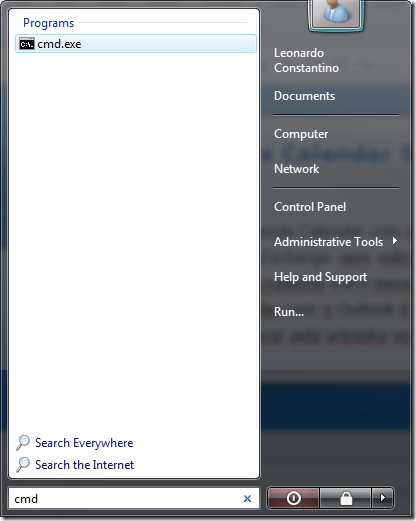 Programs
cmd.exe
Search Everywhere
Search the Internet
cmd
Leonardo
Constantino
Documents
Computer
Network
Control Panel
Administrative Tools
Help and Support
Run...